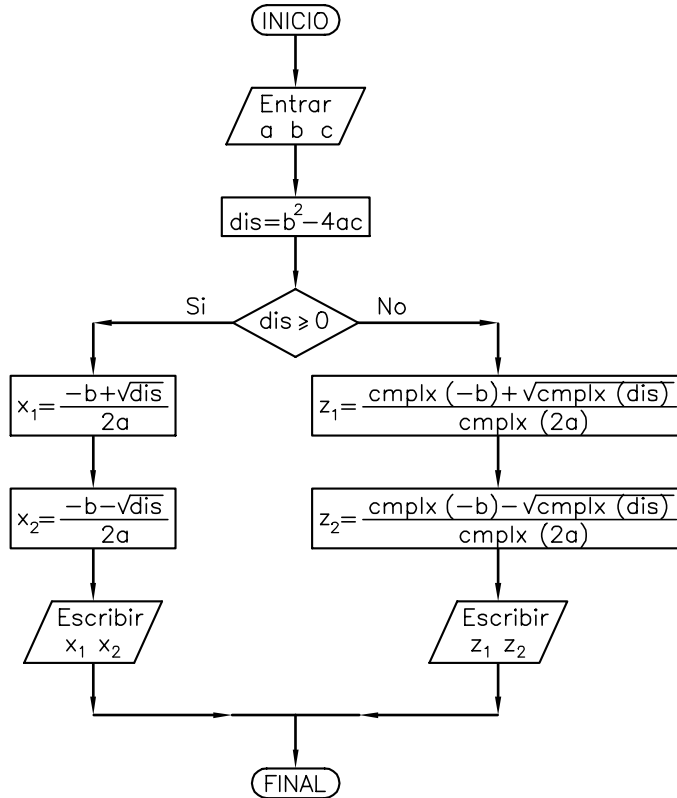 INICIO
Entrar
a b c
dis=b²-4ac
dis ⩾ 0
Si
No
x₁=(-b+√dis)/2a
x₂=(-b-√dis)/2a
Escribir
x₁ x₂
z₁=(cmplx (-b)+√cmplx (dis))/cmplx (2a)
z₂=(cmplx (-b)-√cmplx (dis))/cmplx (2a)
Escribir
z₁ z₂
FINAL